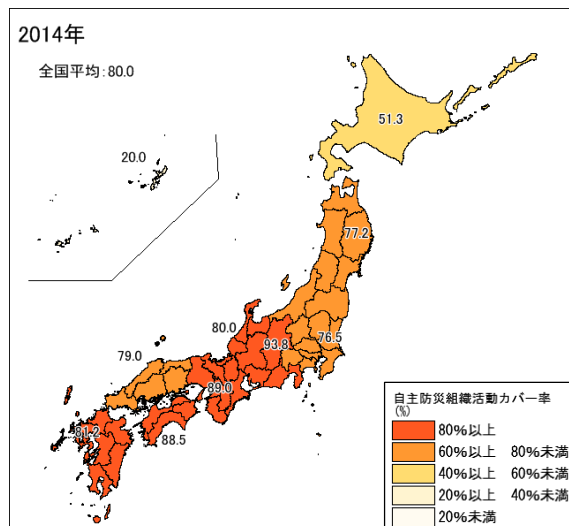 2014年
全国平均：80.0
51.3
20.0
77.2
80.0
76.5
93.8
79.0
89.0
81.2
88.5
自主防災組織活動カバー率
(%)
80%以上
60%以上 80%未満
40%以上 60%未満
20%以上 40%未満
20%未満